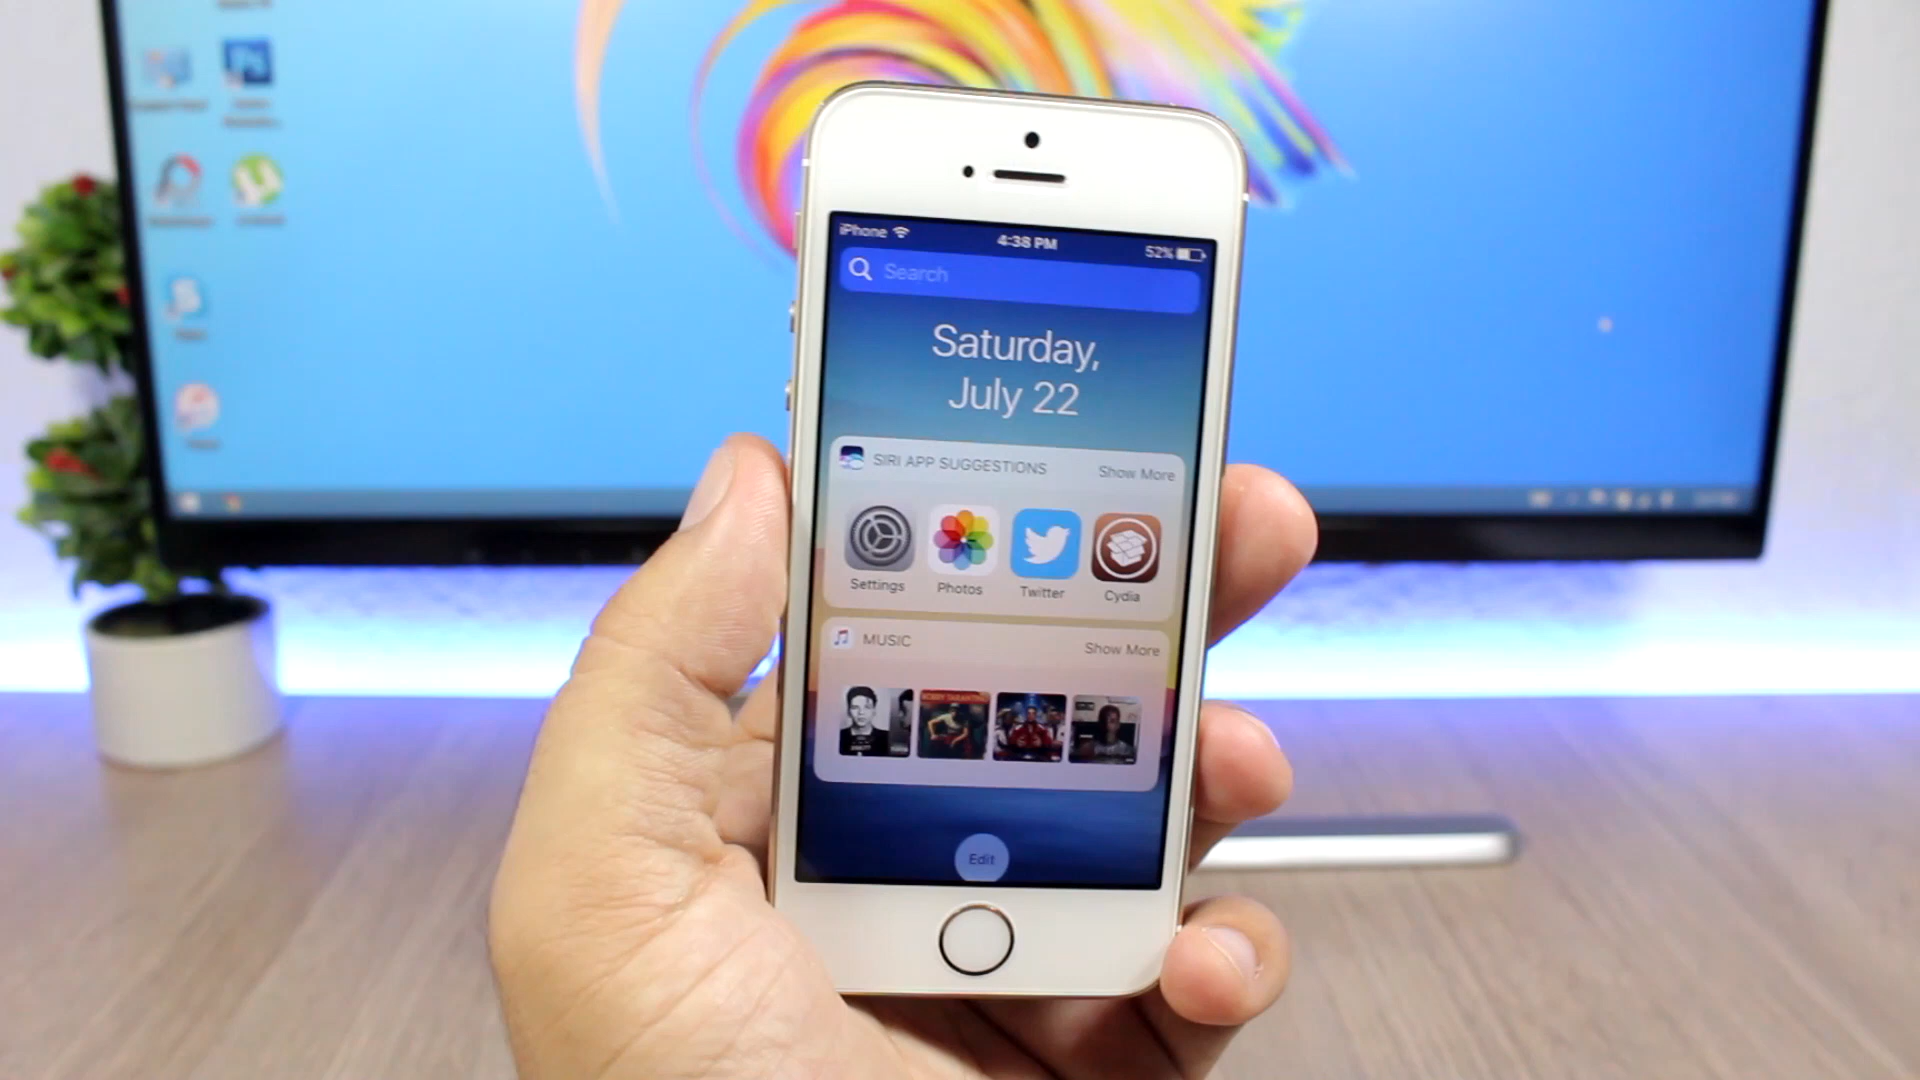 Ps
iPhone
4:38 PM
52%
Search
Saturday,
July 22
SIRI APP SUGGESTIONS
Show More
Settings
Photos
Twitter
Cydia
MUSIC
Show More
Edit